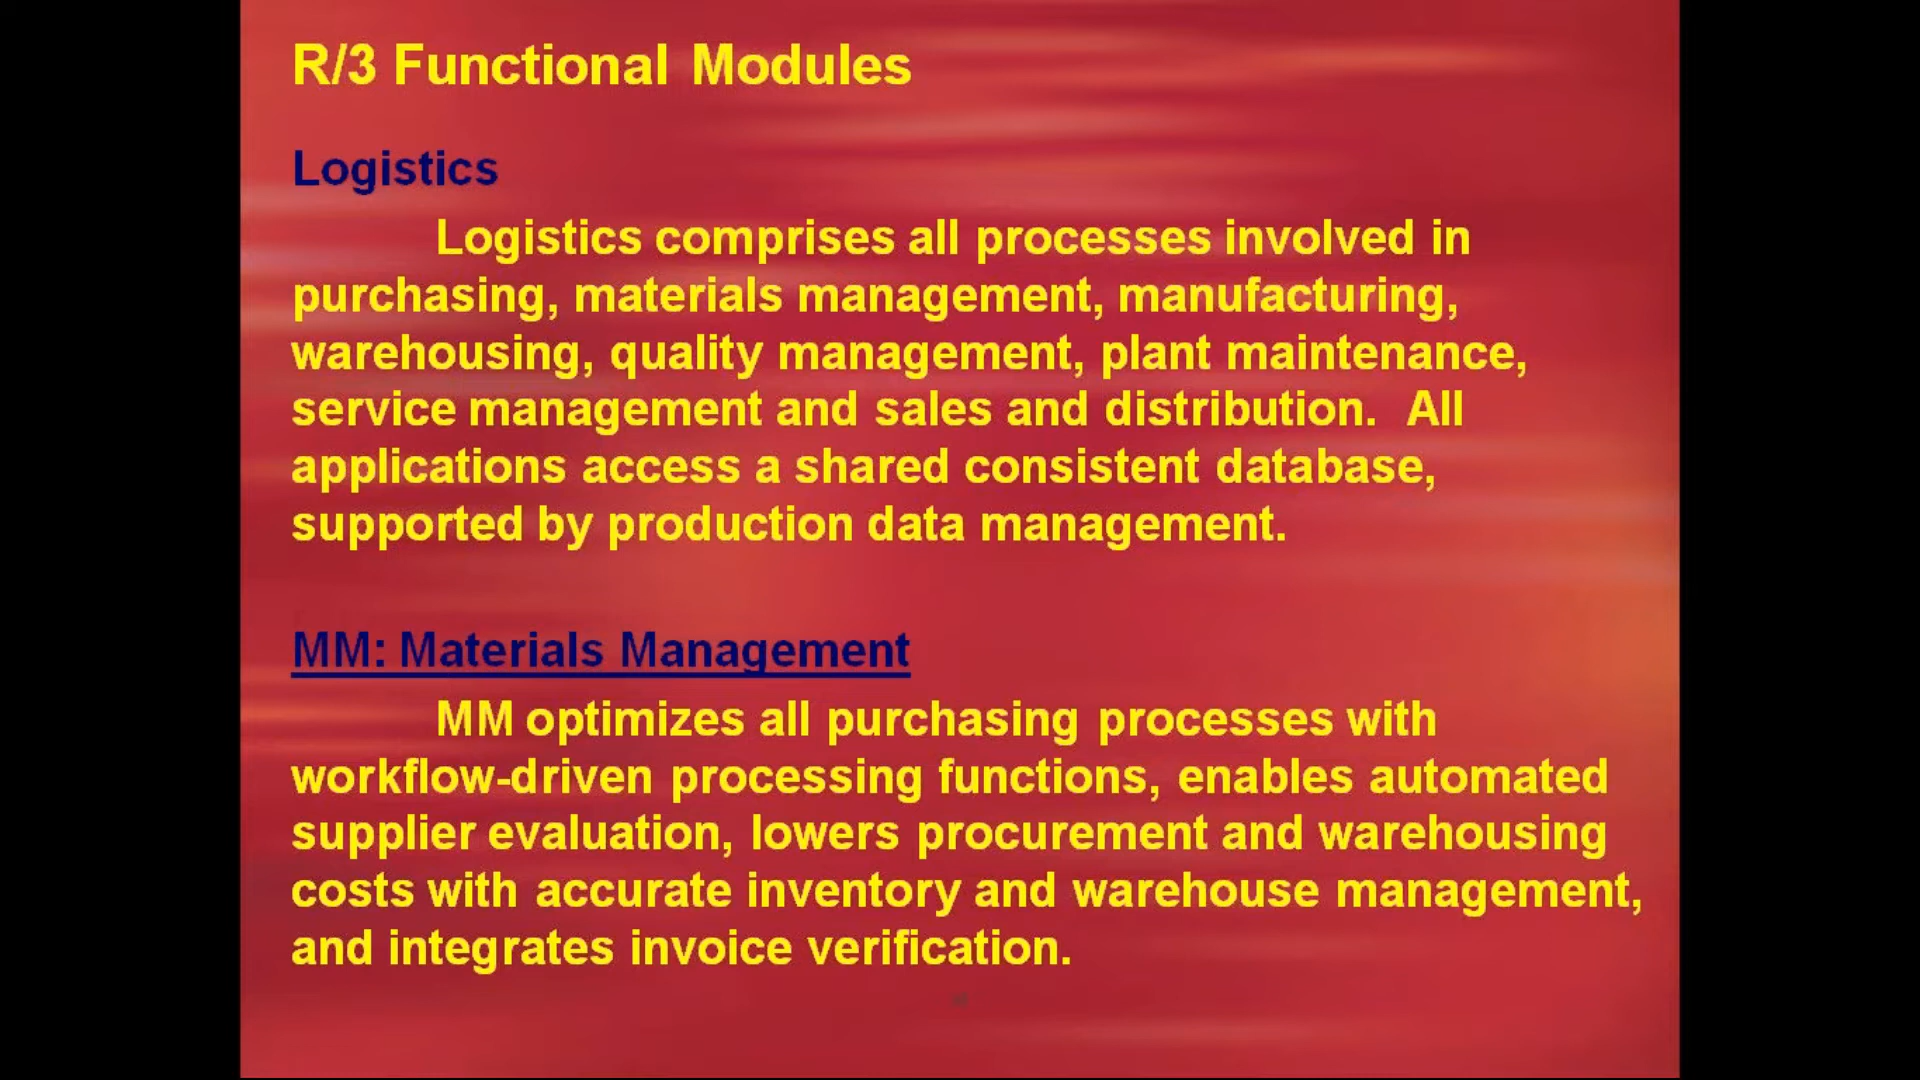 R/3 Functional Modules
Logistics
Logistics comprises all processes involved in
purchasing, materials management, manufacturing,
warehousing, quality management, plant maintenance,
service management and sales and distribution.  All
applications access a shared consistent database,
supported by production data management.
MM: Materials Management
MM optimizes all purchasing processes with
workflow-driven processing functions, enables automated
supplier evaluation, lowers procurement and warehousing
costs with accurate inventory and warehouse management,
and integrates invoice verification.